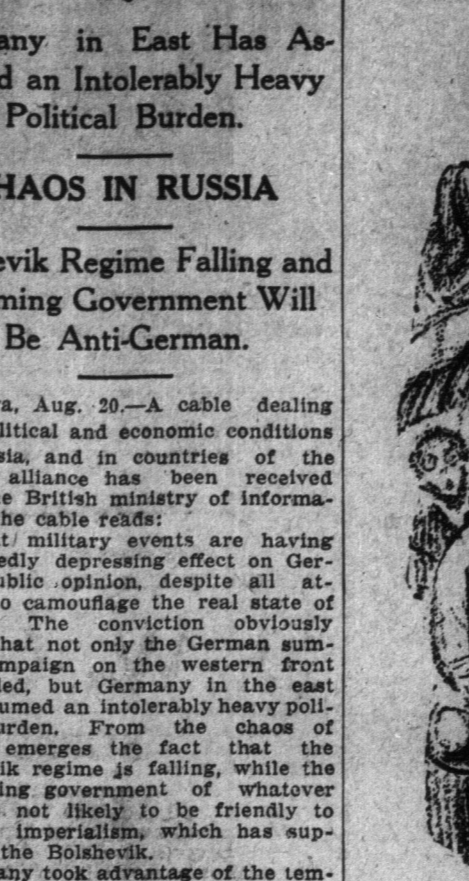 any in East Has As-
d an Intolerably Heavy
Political Burden.
HAOS IN RUSSIA
evik Regime Falling and
ming Government Will
Be Anti-German.
a, Aug. 20.—A cable dealing
litical and economic conditions
sia, and in countries of the
alliance has been received
e British ministry of informa-
he cable reads:
t military events are having
edly depressing effect on Ger-
ublic opinion, despite all at-
o camouflage the real state of
The conviction obviously
hat not only the German sum-
mpaign on the western front
led, but Germany in the east
umed an intolerably heavy poli-
urden. From the chaos of
emerges the fact that the
ik regime is falling, while the
ing government of whatever
not likely to be friendly to
imperialism, which has sup-
the Bolshevik.
any took advantage of the tem-